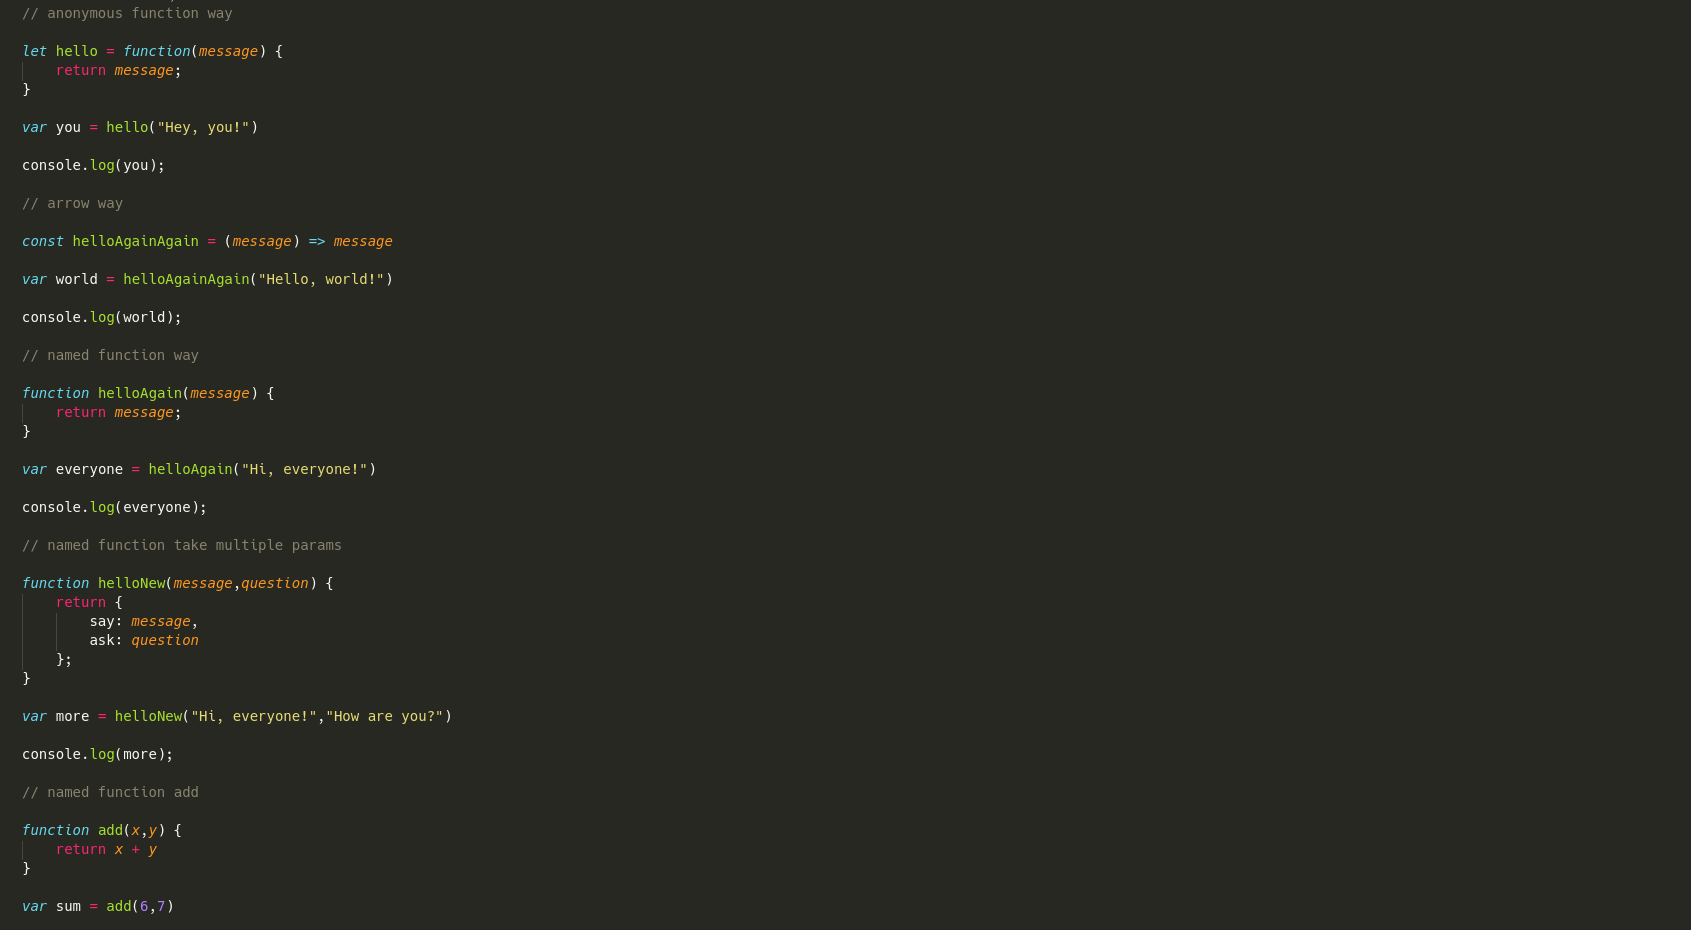 // anonymous function way
let hello = function(message) {
    return message;
}
var you = hello("Hey, you!")
console.log(you);
// arrow way
const helloAgainAgain = (message) => message
var world = helloAgainAgain("Hello, world!")
console.log(world);
// named function way
function helloAgain(message) {
    return message;
}
var everyone = helloAgain("Hi, everyone!")
console.log(everyone);
// named function take multiple params
function helloNew(message,question) {
    return {
        say: message,
        ask: question
    };
}
var more = helloNew("Hi, everyone!","How are you?")
console.log(more);
// named function add
function add(x,y) {
    return x + y
}
var sum = add(6,7)